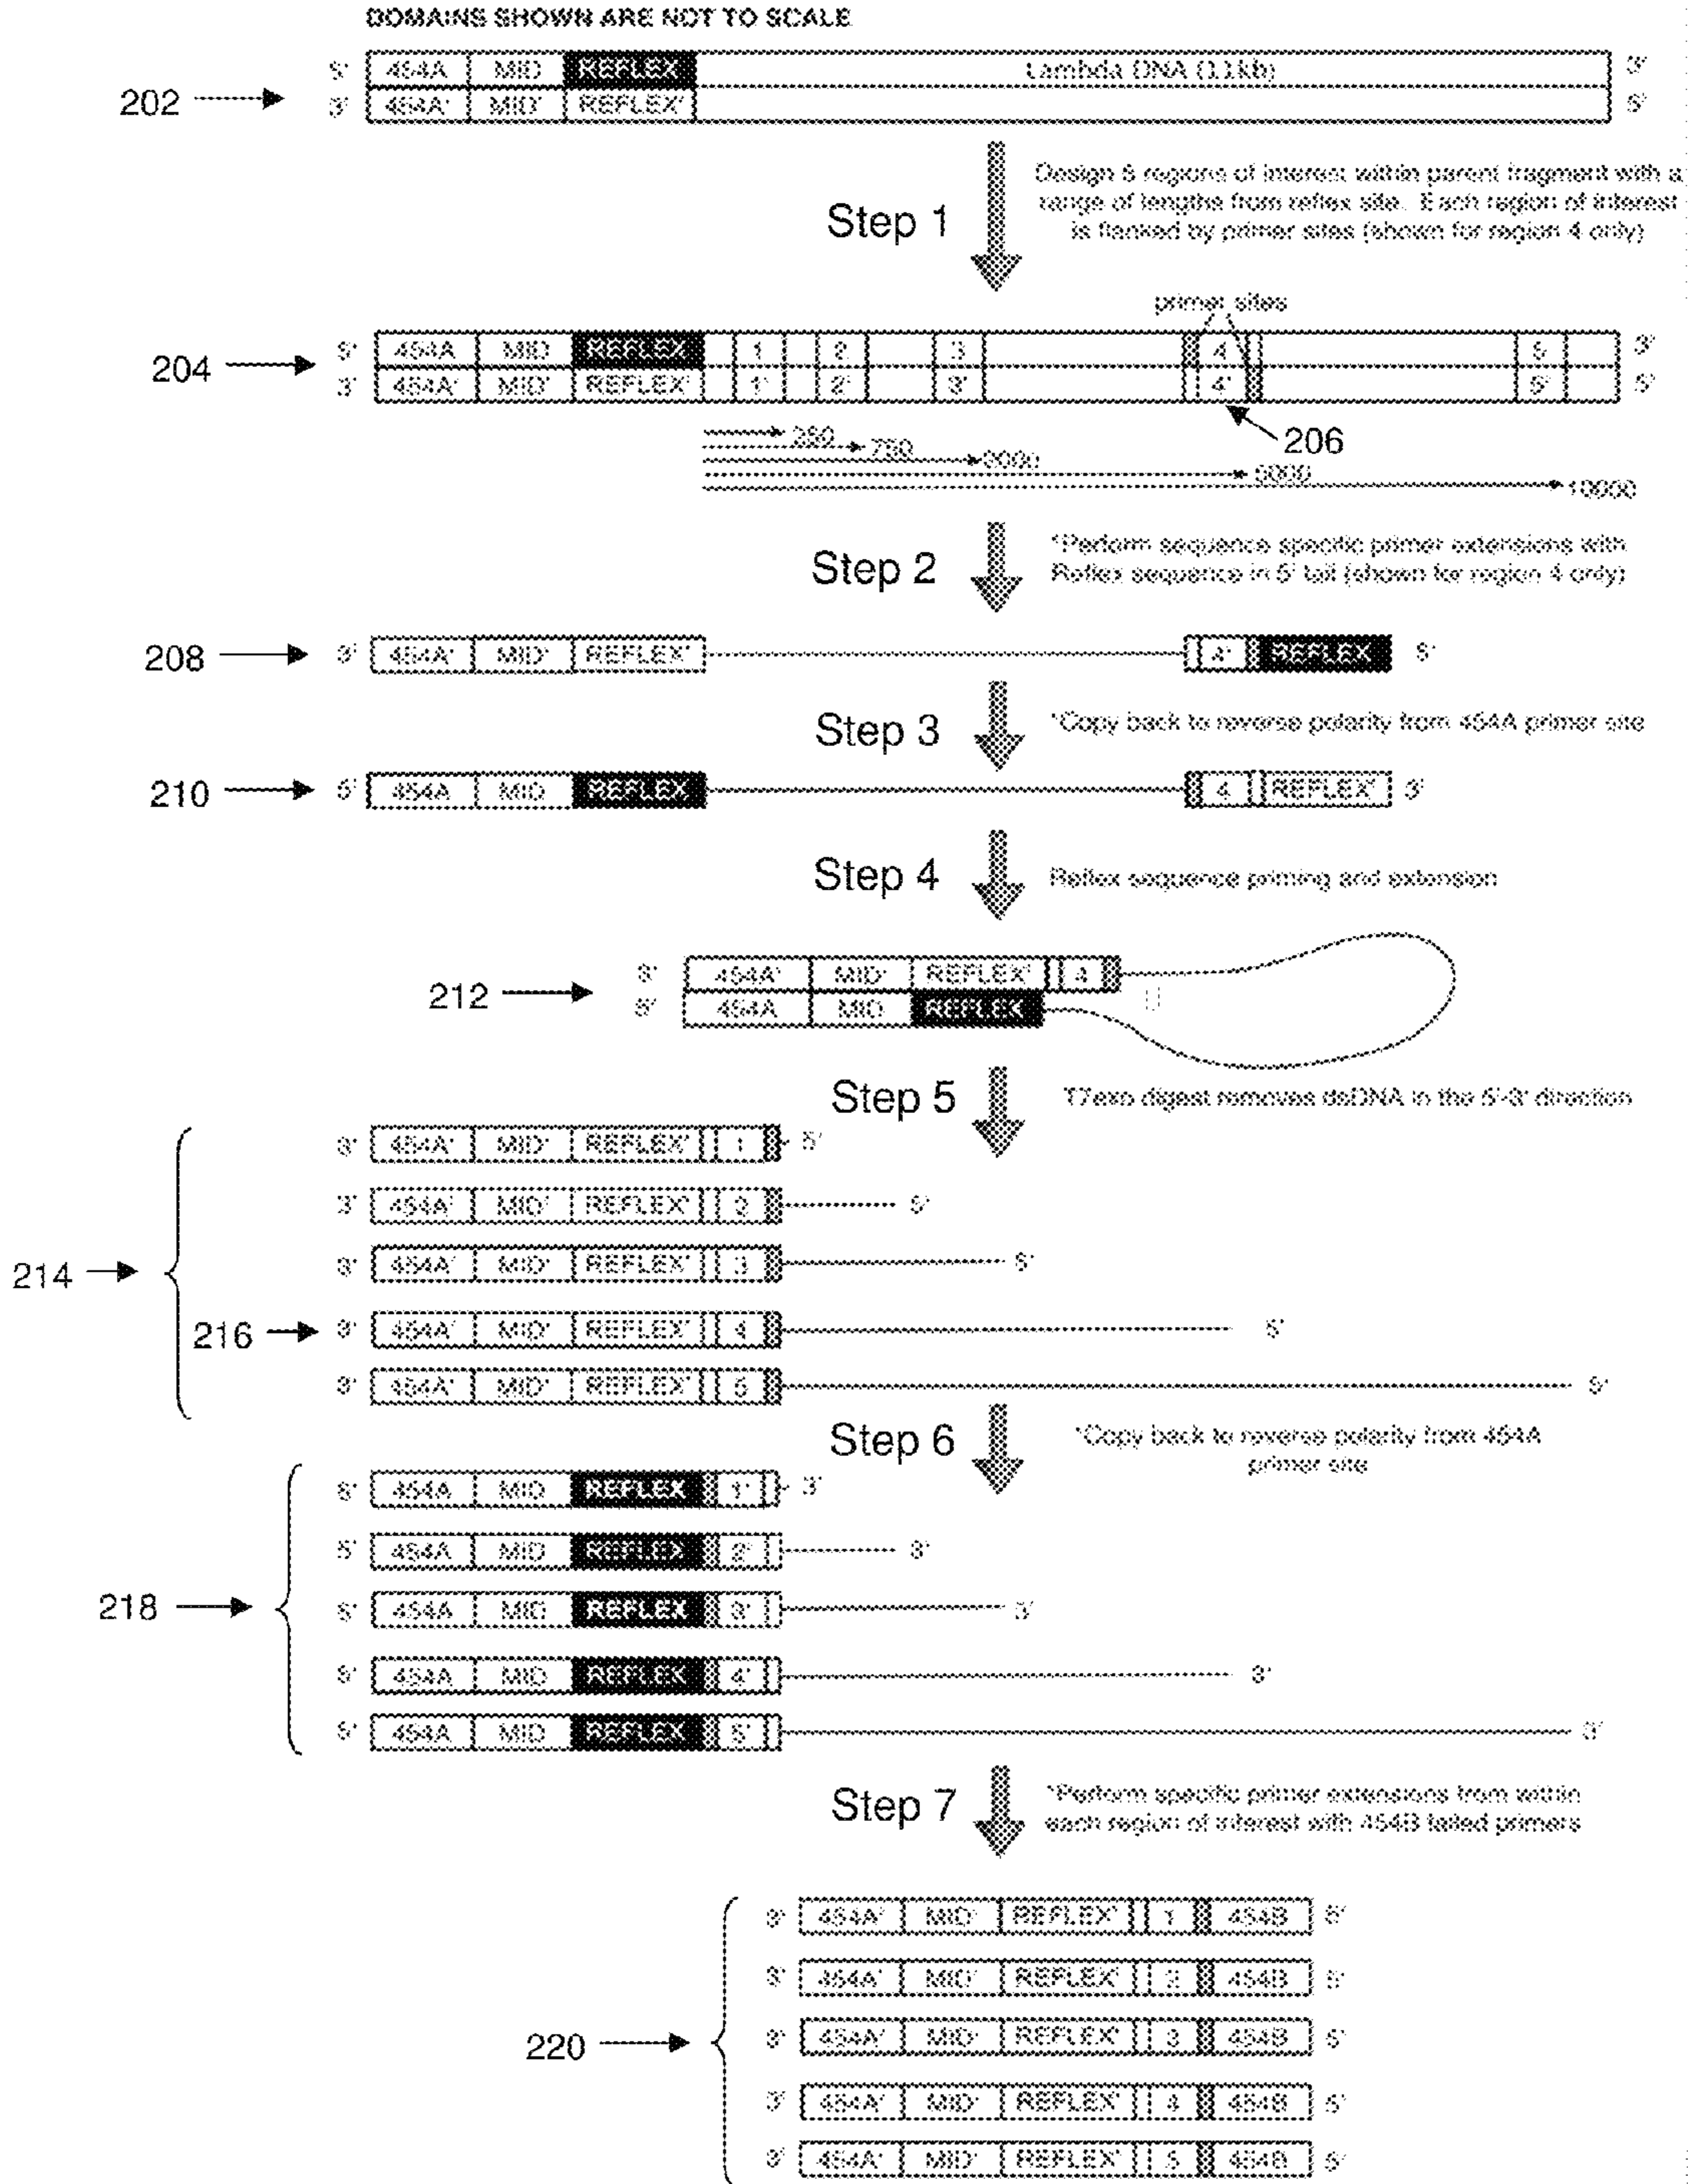 DOMAINS SHOWN ARE NOT TO SCALE
5' 454A MID REFLEX Lambda DNA (11kb) 3'
202
3' 454A' MID' REFLEX' 5'
Step 1
Design 5 regions of interest within parent fragment with a
range of lengths from reflex site. Each region of interest
is flanked by primer sites (shown for region 4 only)
primer sites
204
5' 454A MID REFLEX 1 2 3 4 5 3'
3' 454A' MID' REFLEX' 1' 2' 3' 4' 5' 5'
206
250
750
3000
5000
10000
Step 2
*Perform sequence specific primer extensions with
Reflex sequence in 5' tail (shown for region 4 only)
208 3' 454A' MID' REFLEX' 4' REFLEX 5'
Step 3
*Copy back to reverse polarity from 454A primer site
210 5' 454A MID REFLEX 4 REFLEX' 3'
Step 4
Reflex sequence priming and extension
212
3' 454A' MID' REFLEX' 4
5' 454A MID REFLEX
Step 5
T7exo digest removes dsDNA in the 5'-3' direction
214
3' 454A' MID' REFLEX' 1 5'
3' 454A' MID' REFLEX' 2 5'
3' 454A' MID' REFLEX' 3 5'
216 3' 454A' MID' REFLEX' 4 5'
3' 454A' MID' REFLEX' 5 5'
Step 6
*Copy back to reverse polarity from 454A
primer site
218
5' 454A MID REFLEX 1' 3'
5' 454A MID REFLEX 2' 3'
5' 454A MID REFLEX 3' 3'
5' 454A MID REFLEX 4' 3'
5' 454A MID REFLEX 5' 3'
Step 7
*Perform specific primer extensions from within
each region of interest with 454B tailed primers
220
3' 454A' MID' REFLEX' 1 454B 5'
3' 454A' MID' REFLEX' 2 454B 5'
3' 454A' MID' REFLEX' 3 454B 5'
3' 454A' MID' REFLEX' 4 454B 5'
3' 454A' MID' REFLEX' 5 454B 5'